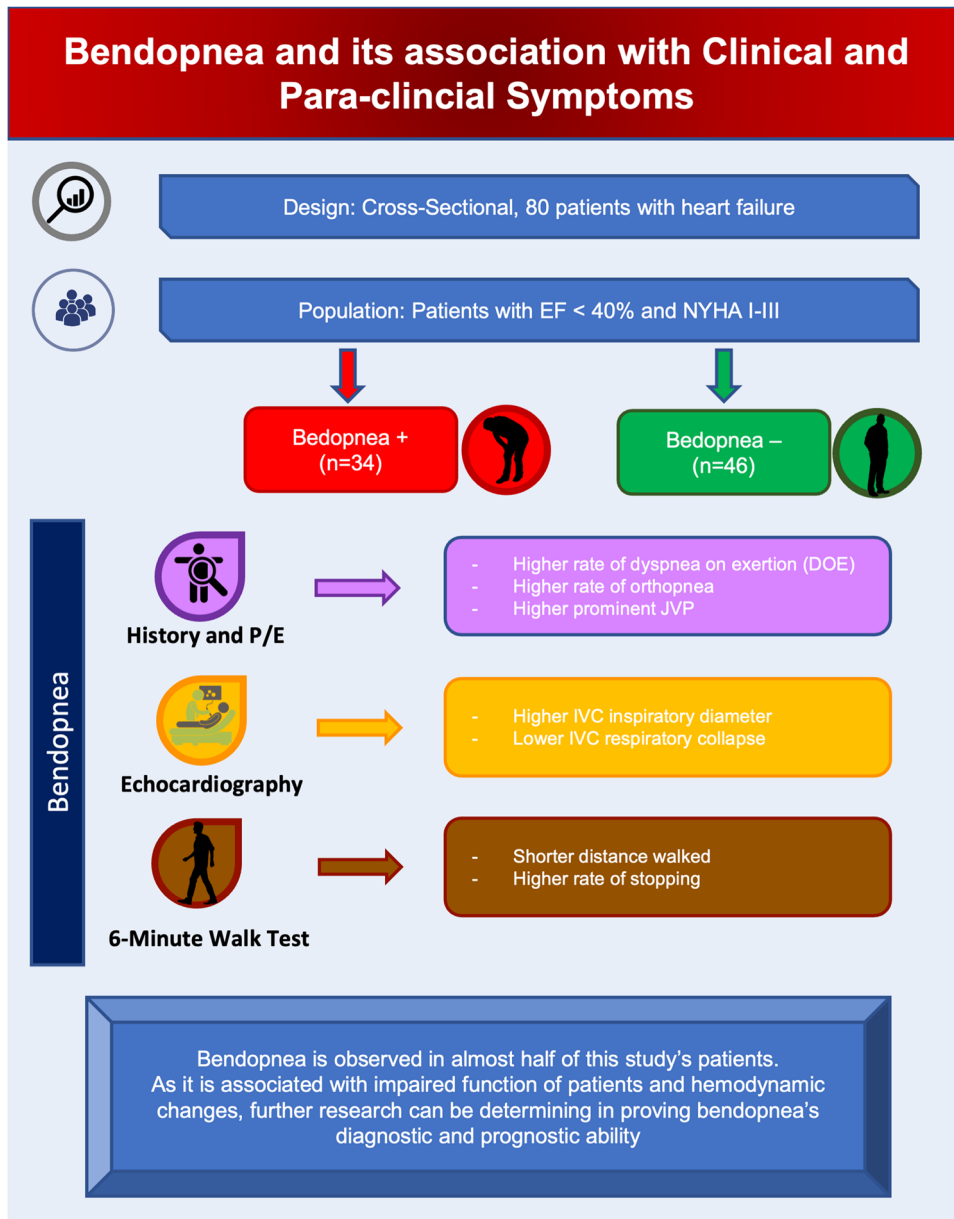 Bendopnea and its association with Clinical and
Para-clincial Symptoms
Design: Cross-Sectional, 80 patients with heart failure
Population: Patients with EF < 40% and NYHA I-III
Bedopnea +
(n=34)
Bedopnea –
(n=46)
Bendopnea
History and P/E
- Higher rate of dyspnea on exertion (DOE)
- Higher rate of orthopnea
- Higher prominent JVP
Echocardiography
- Higher IVC inspiratory diameter
- Lower IVC respiratory collapse
6-Minute Walk Test
- Shorter distance walked
- Higher rate of stopping
Bendopnea is observed in almost half of this study’s patients.
As it is associated with impaired function of patients and hemodynamic
changes, further research can be determining in proving bendopnea’s
diagnostic and prognostic ability